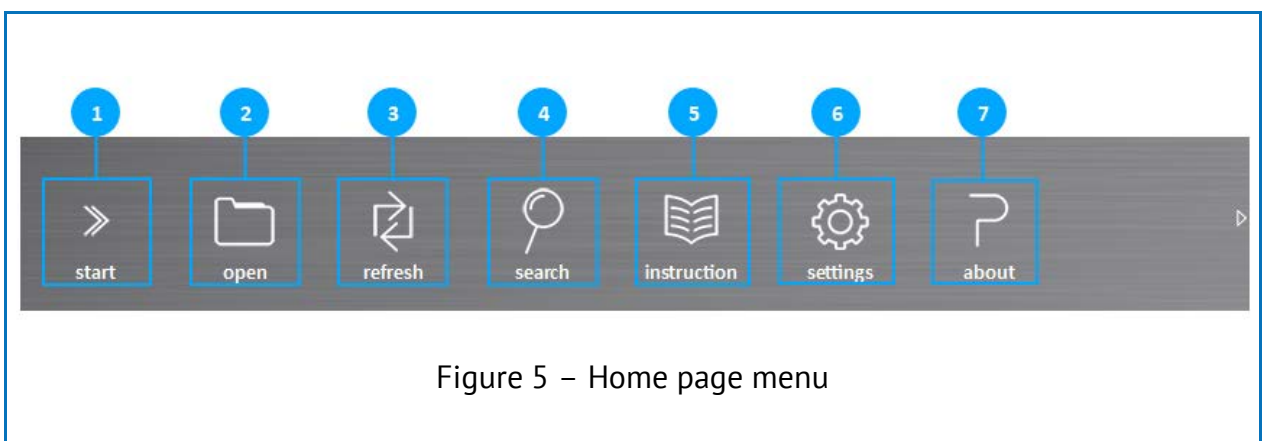 1 2 3 4 5 6 7
start open refresh search instruction settings about
Figure 5 – Home page menu